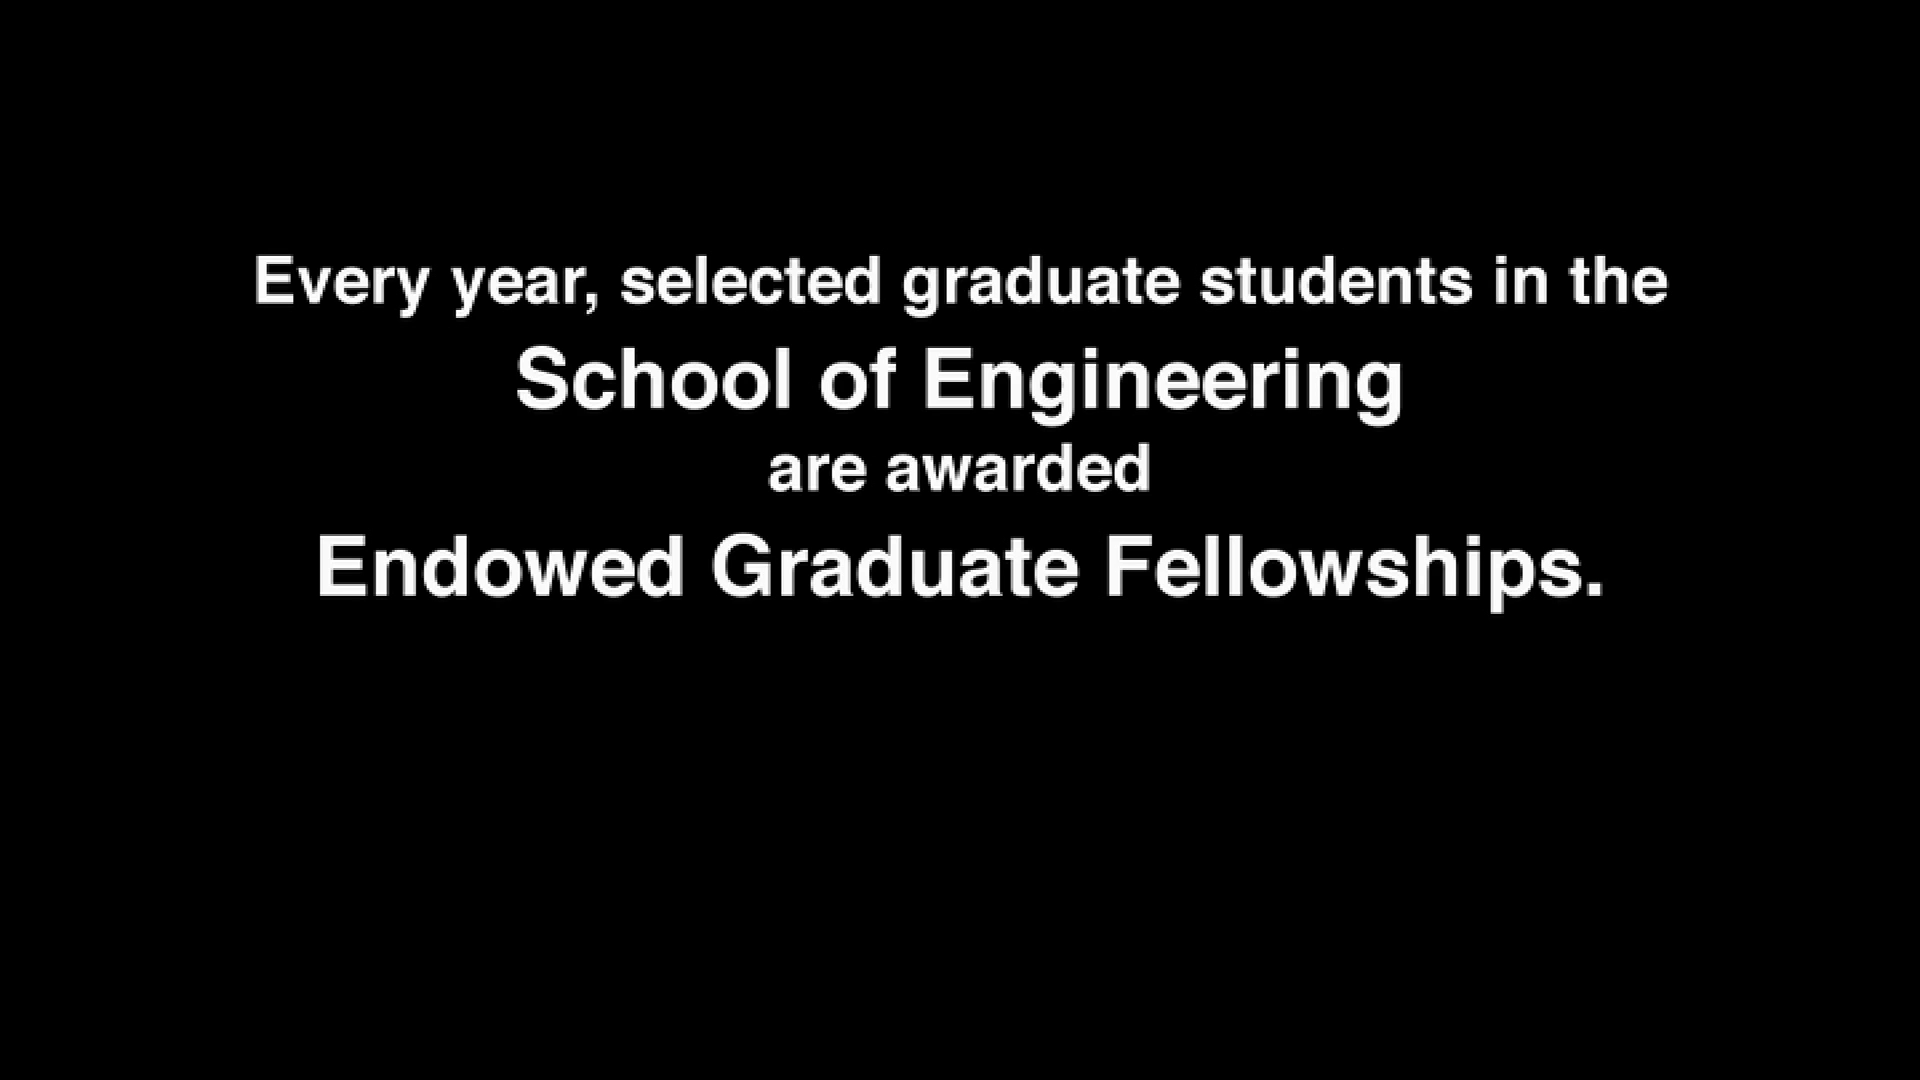 Every year, selected graduate students in the
School of Engineering
are awarded
Endowed Graduate Fellowships.